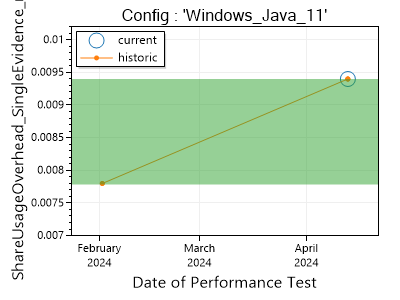 Config : 'Windows_Java_11'
current
historic
0.01
0.0095
0.009
0.0085
0.008
0.0075
0.007
ShareUsageOverhead_SingleEvidence_
February
2024
March
2024
April
2024
Date of Performance Test